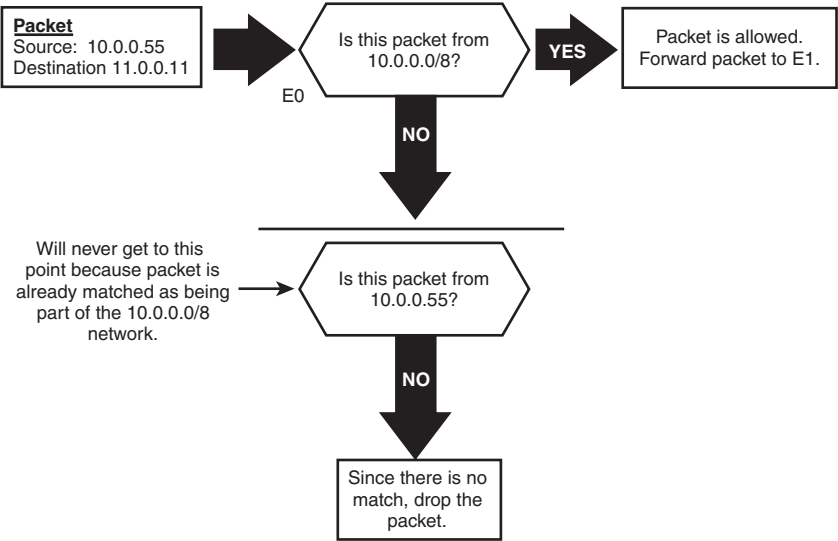 Packet
Source: 10.0.0.55
Destination 11.0.0.11
Is this packet from
10.0.0.0/8?
YES
Packet is allowed.
Forward packet to E1.
E0
NO
Will never get to this
point because packet is
already matched as being
part of the 10.0.0.0/8
network.
Is this packet from
10.0.0.55?
NO
Since there is no
match, drop the
packet.